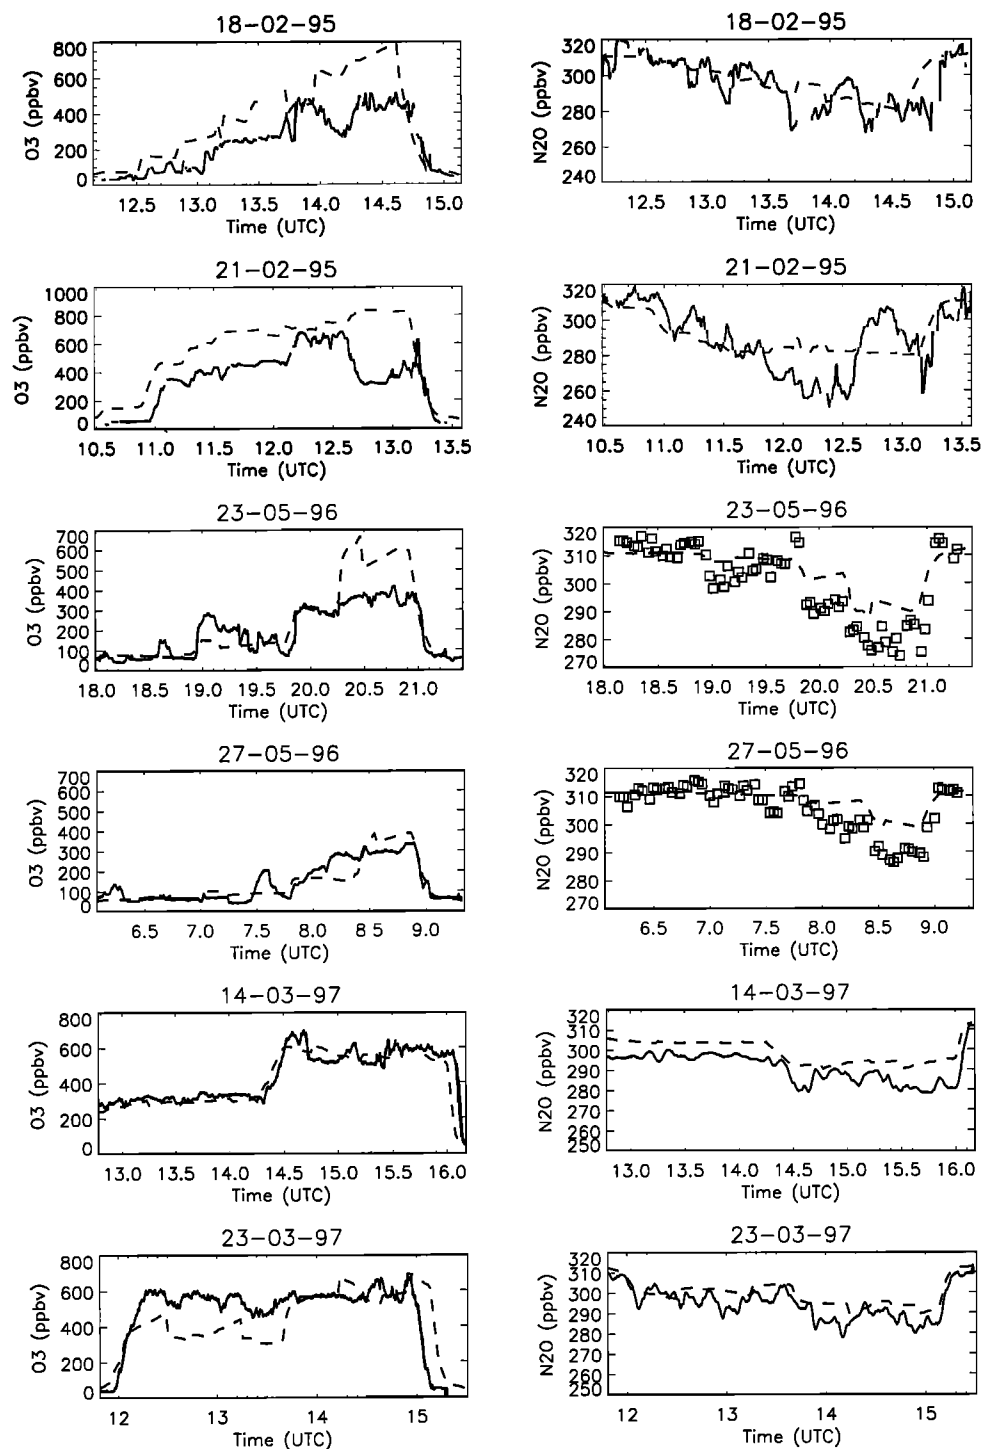 18-02-95
O3 (ppbv)
800
600
400
200
0
12.5 13.0 13.5 14.0 14.5 15.0
Time (UTC)
18-02-95
N2O (ppbv)
320
300
280
260
240
12.5 13.0 13.5 14.0 14.5 15.0
Time (UTC)
21-02-95
O3 (ppbv)
1000
800
600
400
200
0
10.5 11.0 11.5 12.0 12.5 13.0 13.5
Time (UTC)
21-02-95
N2O (ppbv)
320
300
280
260
240
10.5 11.0 11.5 12.0 12.5 13.0 13.5
Time (UTC)
23-05-96
O3 (ppbv)
700
600
500
400
300
200
100
0
18.0 18.5 19.0 19.5 20.0 20.5 21.0
Time (UTC)
23-05-96
N2O (ppbv)
320
310
300
290
280
270
18.0 18.5 19.0 19.5 20.0 20.5 21.0
Time (UTC)
27-05-96
O3 (ppbv)
700
600
500
400
300
200
100
0
6.5 7.0 7.5 8.0 8 5 9.0
Time (UTC)
27-05-96
N2O (ppbv)
320
310
300
290
280
270
6.5 7.0 7.5 8.0 8.5 9.0
Time (UTC)
14-03-97
O3 (ppbv)
800
600
400
200
0
13.0 13.5 14.0 14.5 15.0 15.5 16.0
Time (UTC)
14-03-97
N2O (ppbv)
320
310
300
290
280
270
260
250
13.0 13.5 14.0 14.5 15.0 15.5 16.0
Time (UTC)
23-03-97
O3 (ppbv)
800
600
400
200
0
12 13 14 15
Time (UTC)
23-03-97
N2O (ppbv)
320
310
300
290
280
270
260
250
12 13 14 15
Time (UTC)